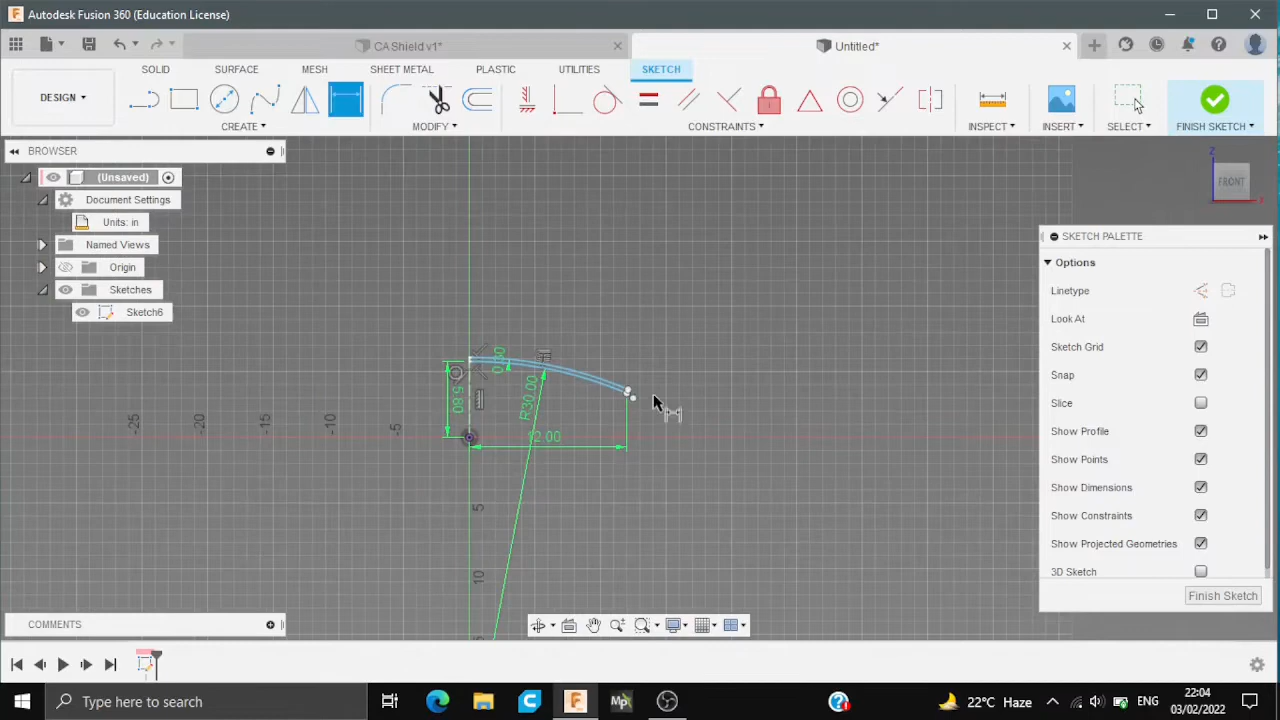 Autodesk Fusion 360 (Education License)
CA Shield v1*
Untitled*
DESIGN
SOLID
SURFACE
MESH
SHEET METAL
PLASTIC
UTILITIES
SKETCH
CREATE
MODIFY
CONSTRAINTS
INSPECT
INSERT
SELECT
FINISH SKETCH
BROWSER
(Unsaved)
Document Settings
Units: in
Named Views
Origin
Sketches
Sketch6
Z
FRONT
X
SKETCH PALETTE
Options
Linetype
Look At
Sketch Grid
Snap
Slice
Show Profile
Show Points
Show Dimensions
Show Constraints
Show Projected Geometries
3D Sketch
Finish Sketch
5.80
R30.00
12.00
-25
-20
-15
-10
-5
5
10
COMMENTS
Type here to search
Mp
22°C Haze
ENG
22:04
03/02/2022